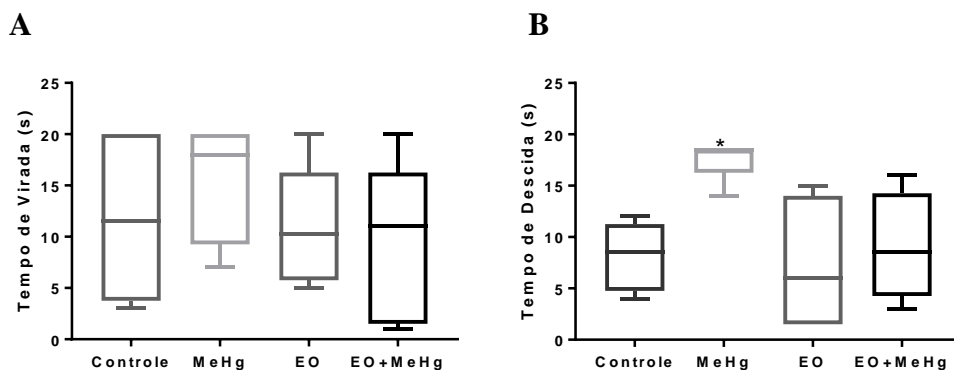 A
Tempo de Virada (s)
25
20
15
10
5
0
Controle MeHg EO EO+MeHg
B
Tempo de Descida (s)
25
20
15
10
5
0
*
Controle MeHg EO EO+MeHg